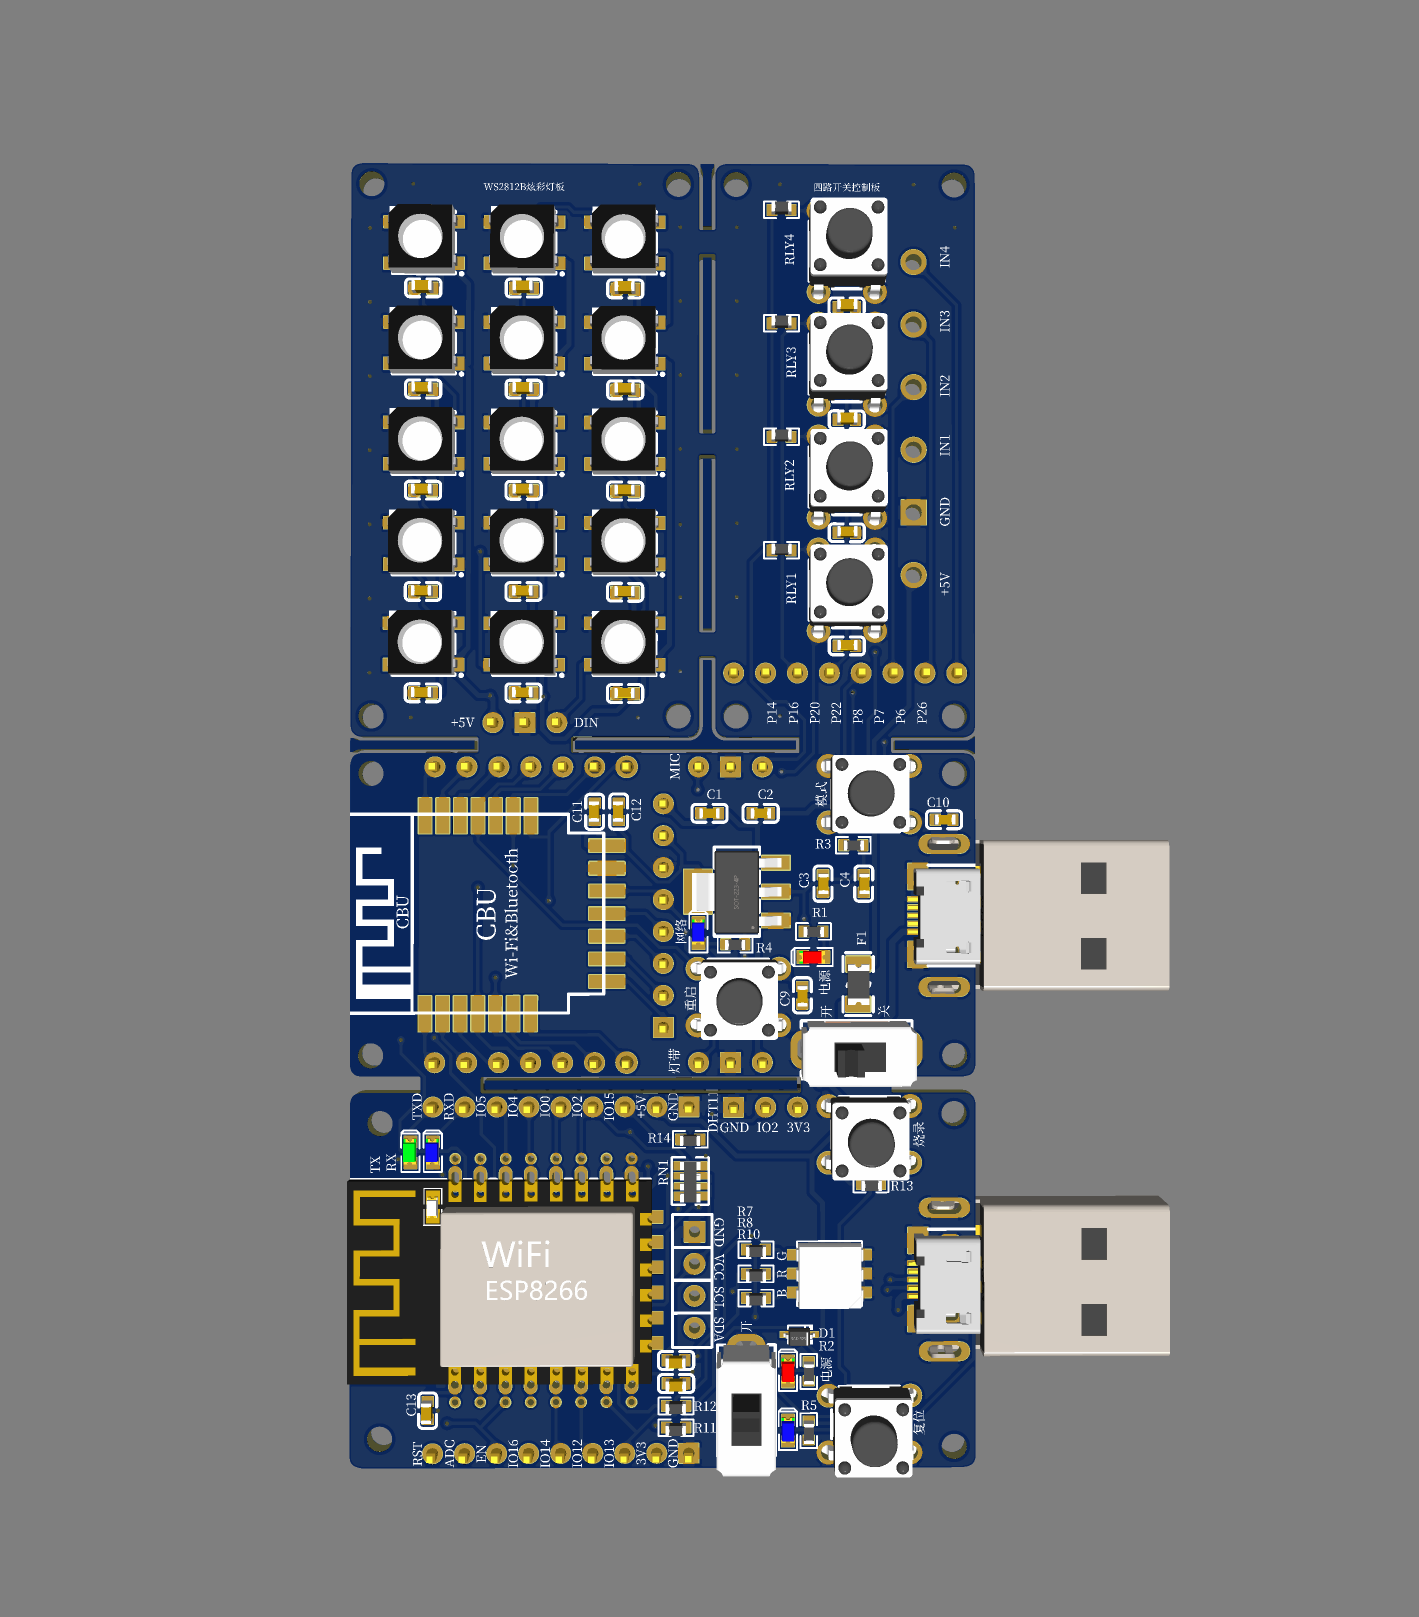 WS2812B炫彩灯板
四路开关控制板
RLY4
IN4
IN3
RLY3
IN2
RLY2
IN1
GND
RLY1
+5V
+5V
DIN
P14
P16
P20
P22
P8
P7
P6
P26
MIC
模式
C11
C12
C1
C2
C10
R3
CBU
CBU
Wi-Fi&Bluetooth
C3
C4
R1
网络
R4
F1
电源
重启
C9
开
关
灯带
TXD
RXD
IO5
IO4
IO0
IO2
IO15
+5V
GND
DHT11
GND
IO2
3V3
烧录
TX
RX
R14
RN1
R13
WiFi
ESP8266
GND
VCC
SCL
SDA
R7
R8
R10
G
R
B
开
D1
R2
电源
C13
R12
R11
R5
复位
RST
ADC
EN
IO16
IO14
IO12
IO13
3V3
GND